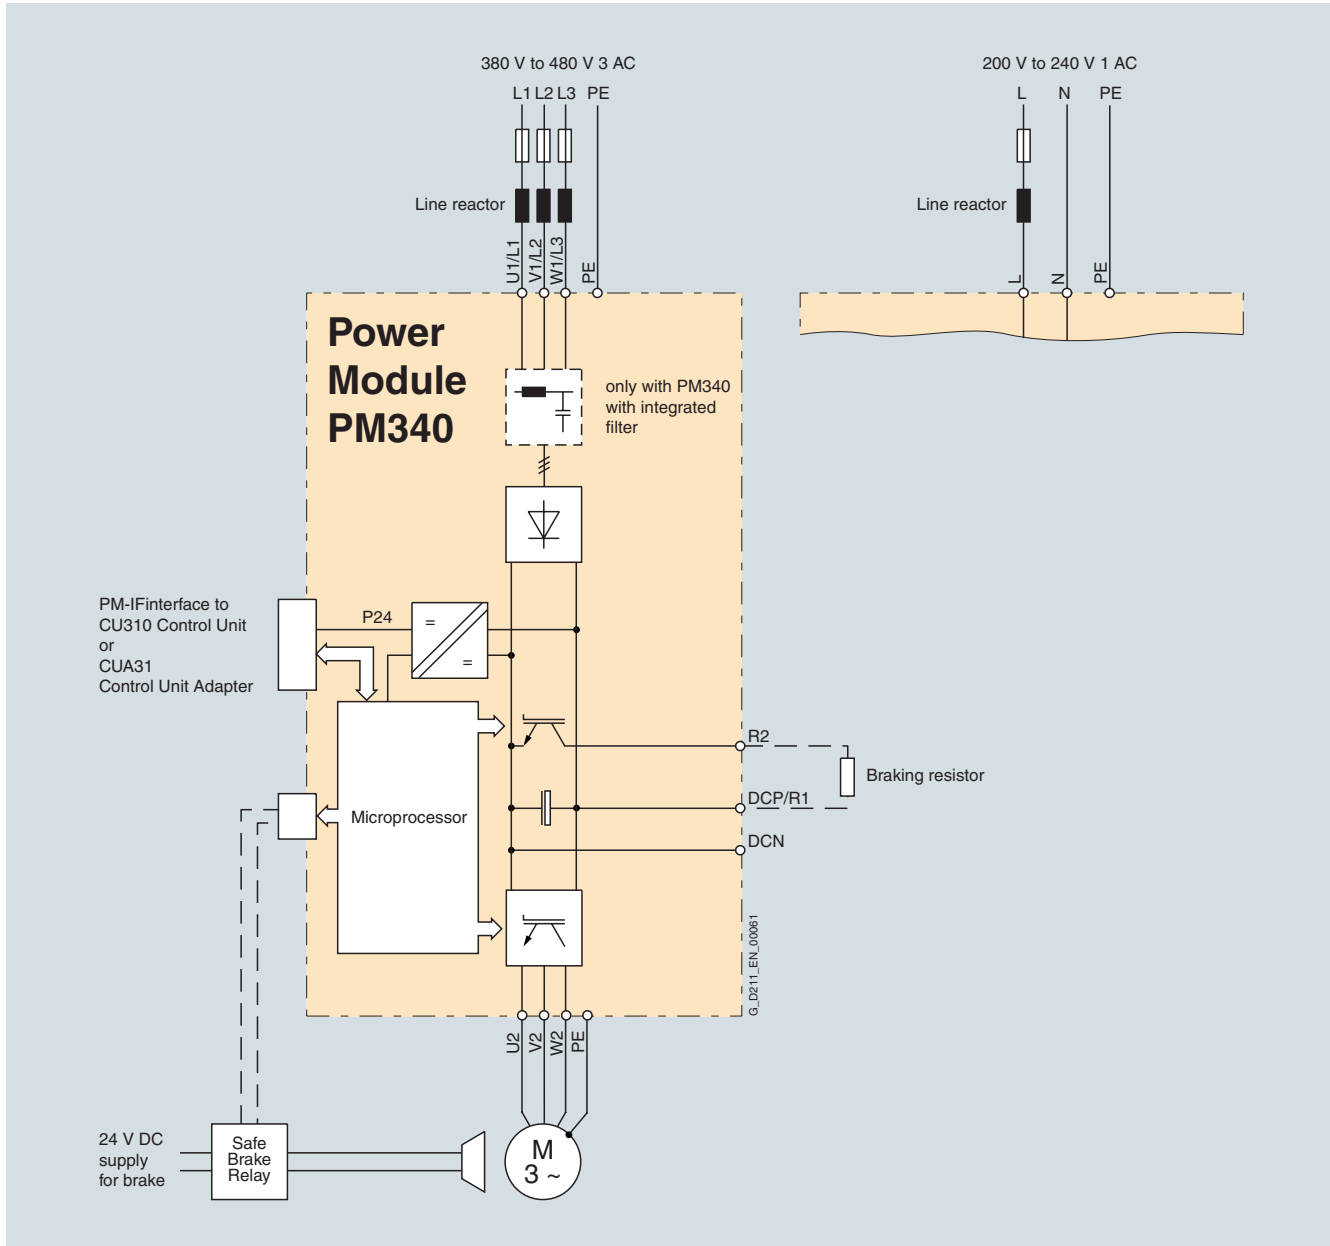 380 V to 480 V 3 AC
L1 L2 L3 PE
Line reactor
U1/L1
V1/L2
W1/L3
PE
200 V to 240 V 1 AC
L N PE
Line reactor
L
N
PE
Power
Module
PM340
only with PM340
with integrated
filter
PM-IFinterface to
CU310 Control Unit
or
CUA31
Control Unit Adapter
P24
=
=
R2
Braking resistor
DCP/R1
DCN
Microprocessor
G_D211_EN_00061
U2
V2
W2
PE
24 V DC
supply
for brake
Safe
Brake
Relay
M
3 ~